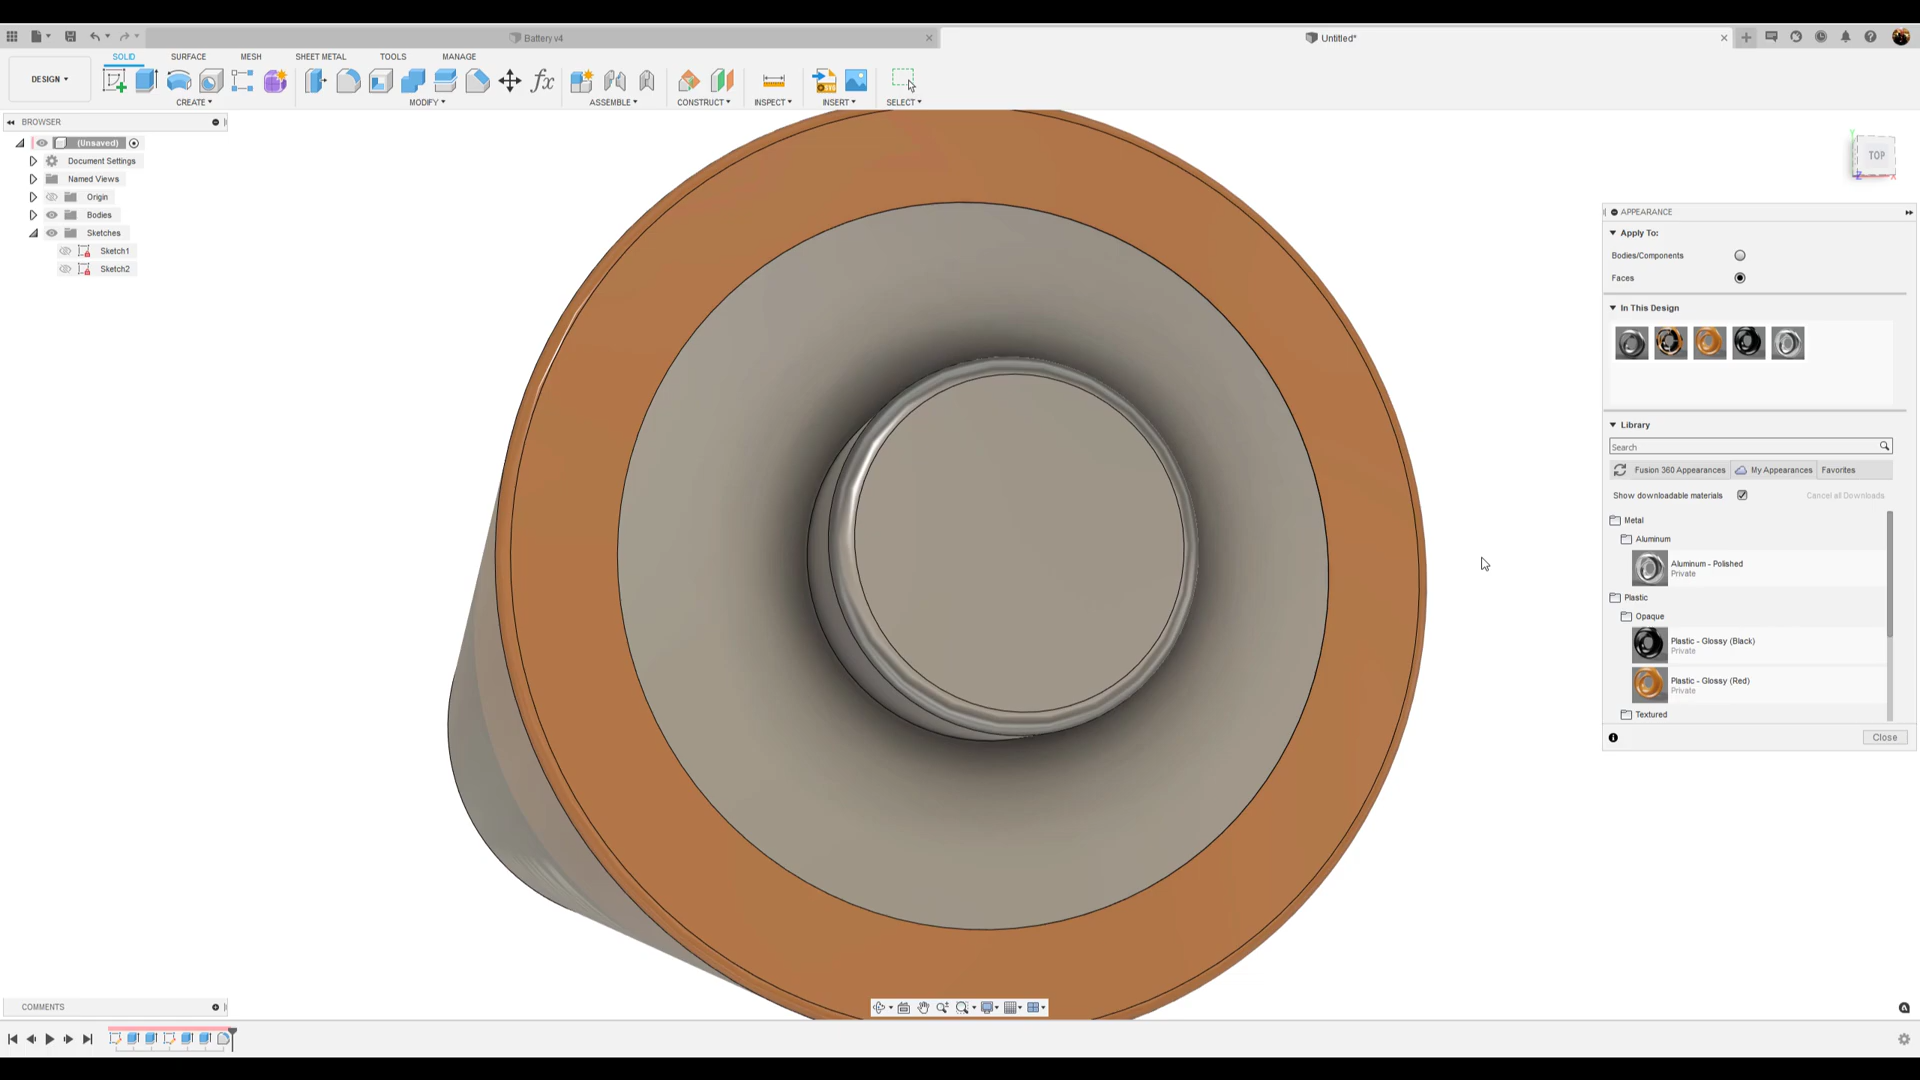 Battery v4
Untitled*
DESIGN
SOLID
SURFACE
MESH
SHEET METAL
TOOLS
MANAGE
CREATE
MODIFY
ASSEMBLE
CONSTRUCT
INSPECT
INSERT
SELECT
BROWSER
(Unsaved)
Document Settings
Named Views
Origin
Bodies
Sketches
Sketch1
Sketch2
TOP
APPEARANCE
Apply To:
Bodies/Components
Faces
In This Design
Library
Search
Fusion 360 Appearances
My Appearances
Favorites
Show downloadable materials
Cancel all Downloads
Metal
Aluminum
Aluminum - Polished
Private
Plastic
Opaque
Plastic - Glossy (Black)
Private
Plastic - Glossy (Red)
Private
Textured
Close
COMMENTS